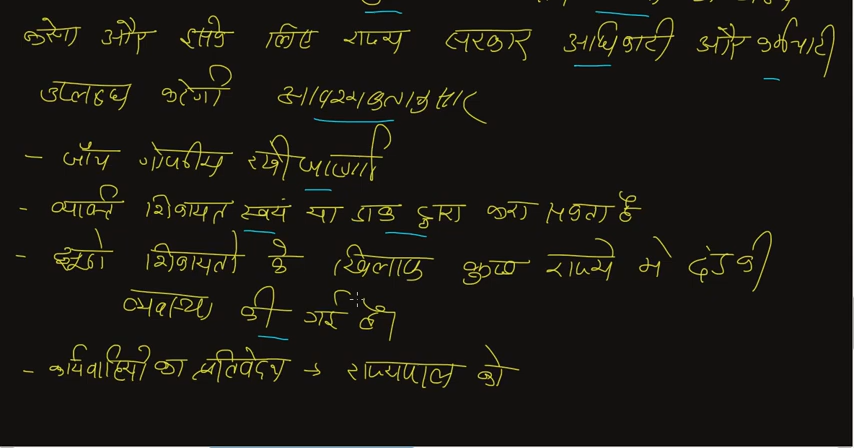 करेगा और इसके लिए राज्य सरकार अधिकारी और कर्मचारी
उपलब्ध करेगी आवश्यकतानुसार
- जाँच गोपनीय रखी जाएगी
- व्यक्ति शिकायत स्वयं या डाक द्वारा करा सकता है
- झूठी शिकायतो के खिलाफ कुछ राज्यो मे दंड की
व्यवस्था की गई है।
- कार्यवाहियों का प्रतिवेदन → राज्यपाल को